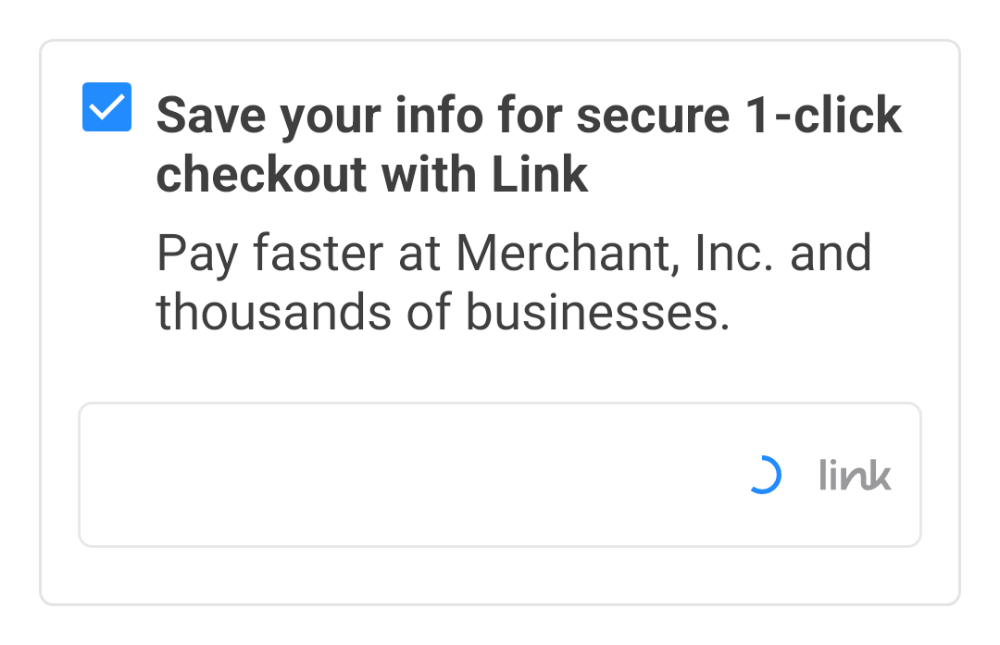 Save your info for secure 1-click
checkout with Link
Pay faster at Merchant, Inc. and
thousands of businesses.
link